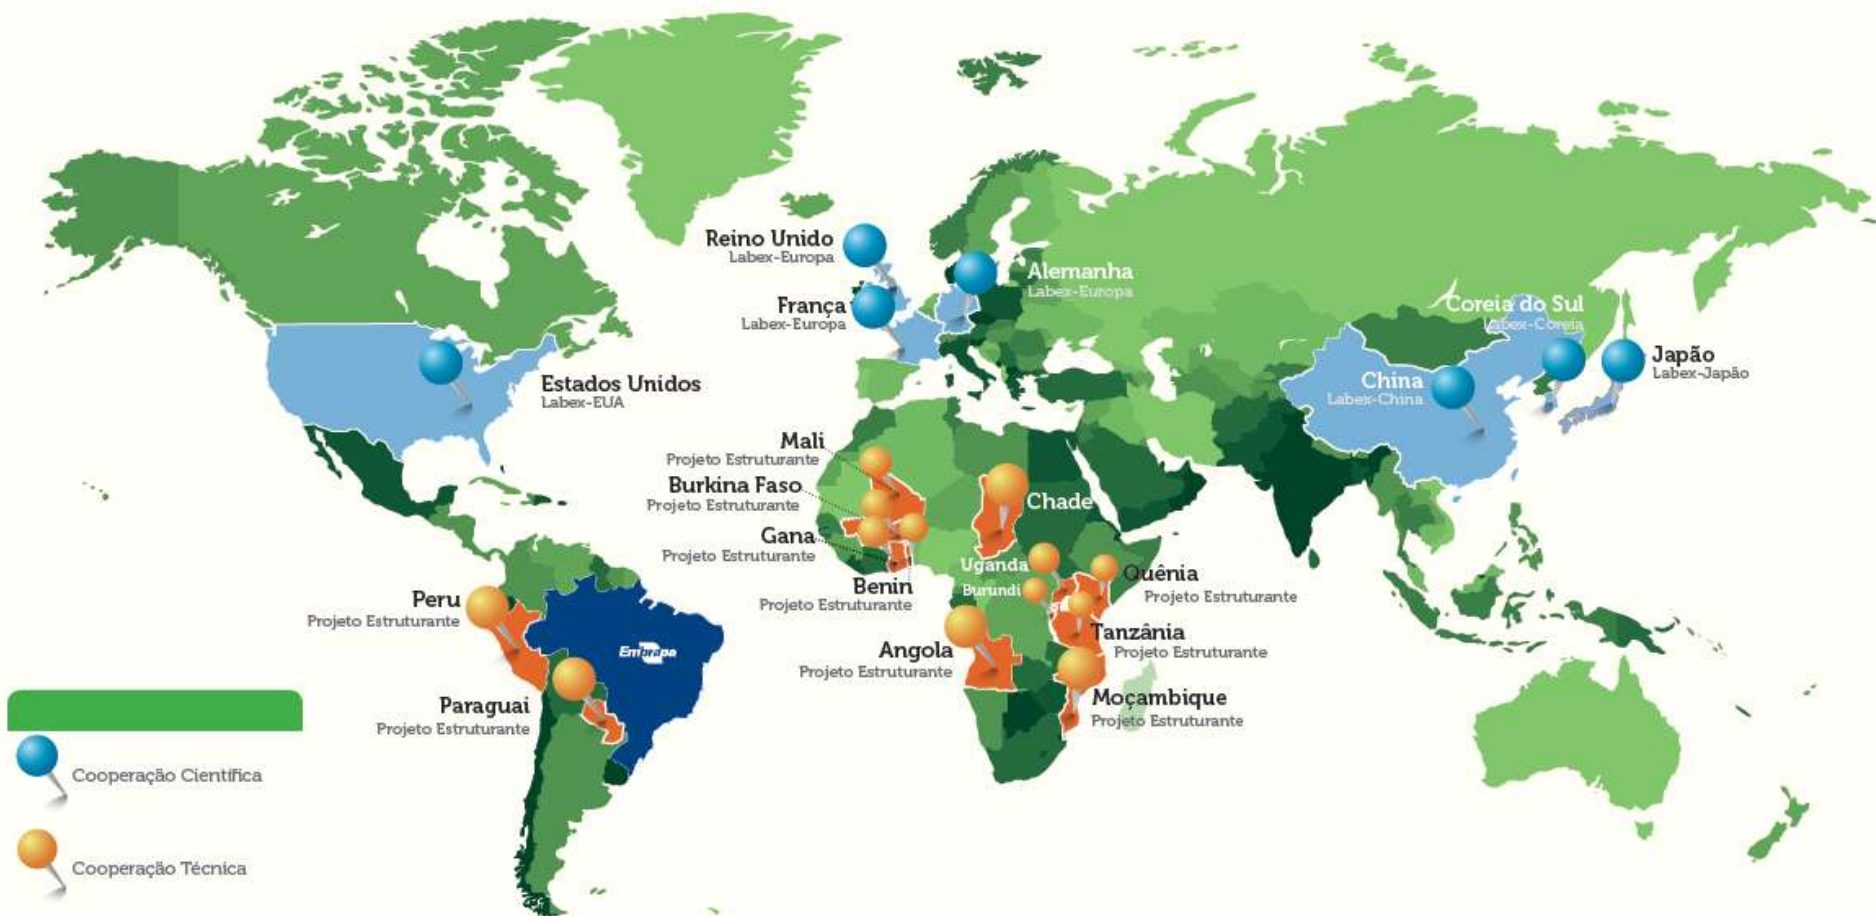 Reino Unido
Labex-Europa
Alemanha
Labex-Europa
França
Labex-Europa
Coreia do Sul
Labex-Coreia
Japão
Labex-Japão
China
Labex-China
Estados Unidos
Labex-EUA
Mali
Projeto Estruturante
Burkina Faso
Projeto Estruturante
Chade
Gana
Projeto Estruturante
Uganda
Quênia
Projeto Estruturante
Benin
Projeto Estruturante
Burundi
Peru
Projeto Estruturante
Tanzânia
Projeto Estruturante
Embrapa
Angola
Projeto Estruturante
Moçambique
Projeto Estruturante
Paraguai
Projeto Estruturante
Cooperação Científica
Cooperação Técnica